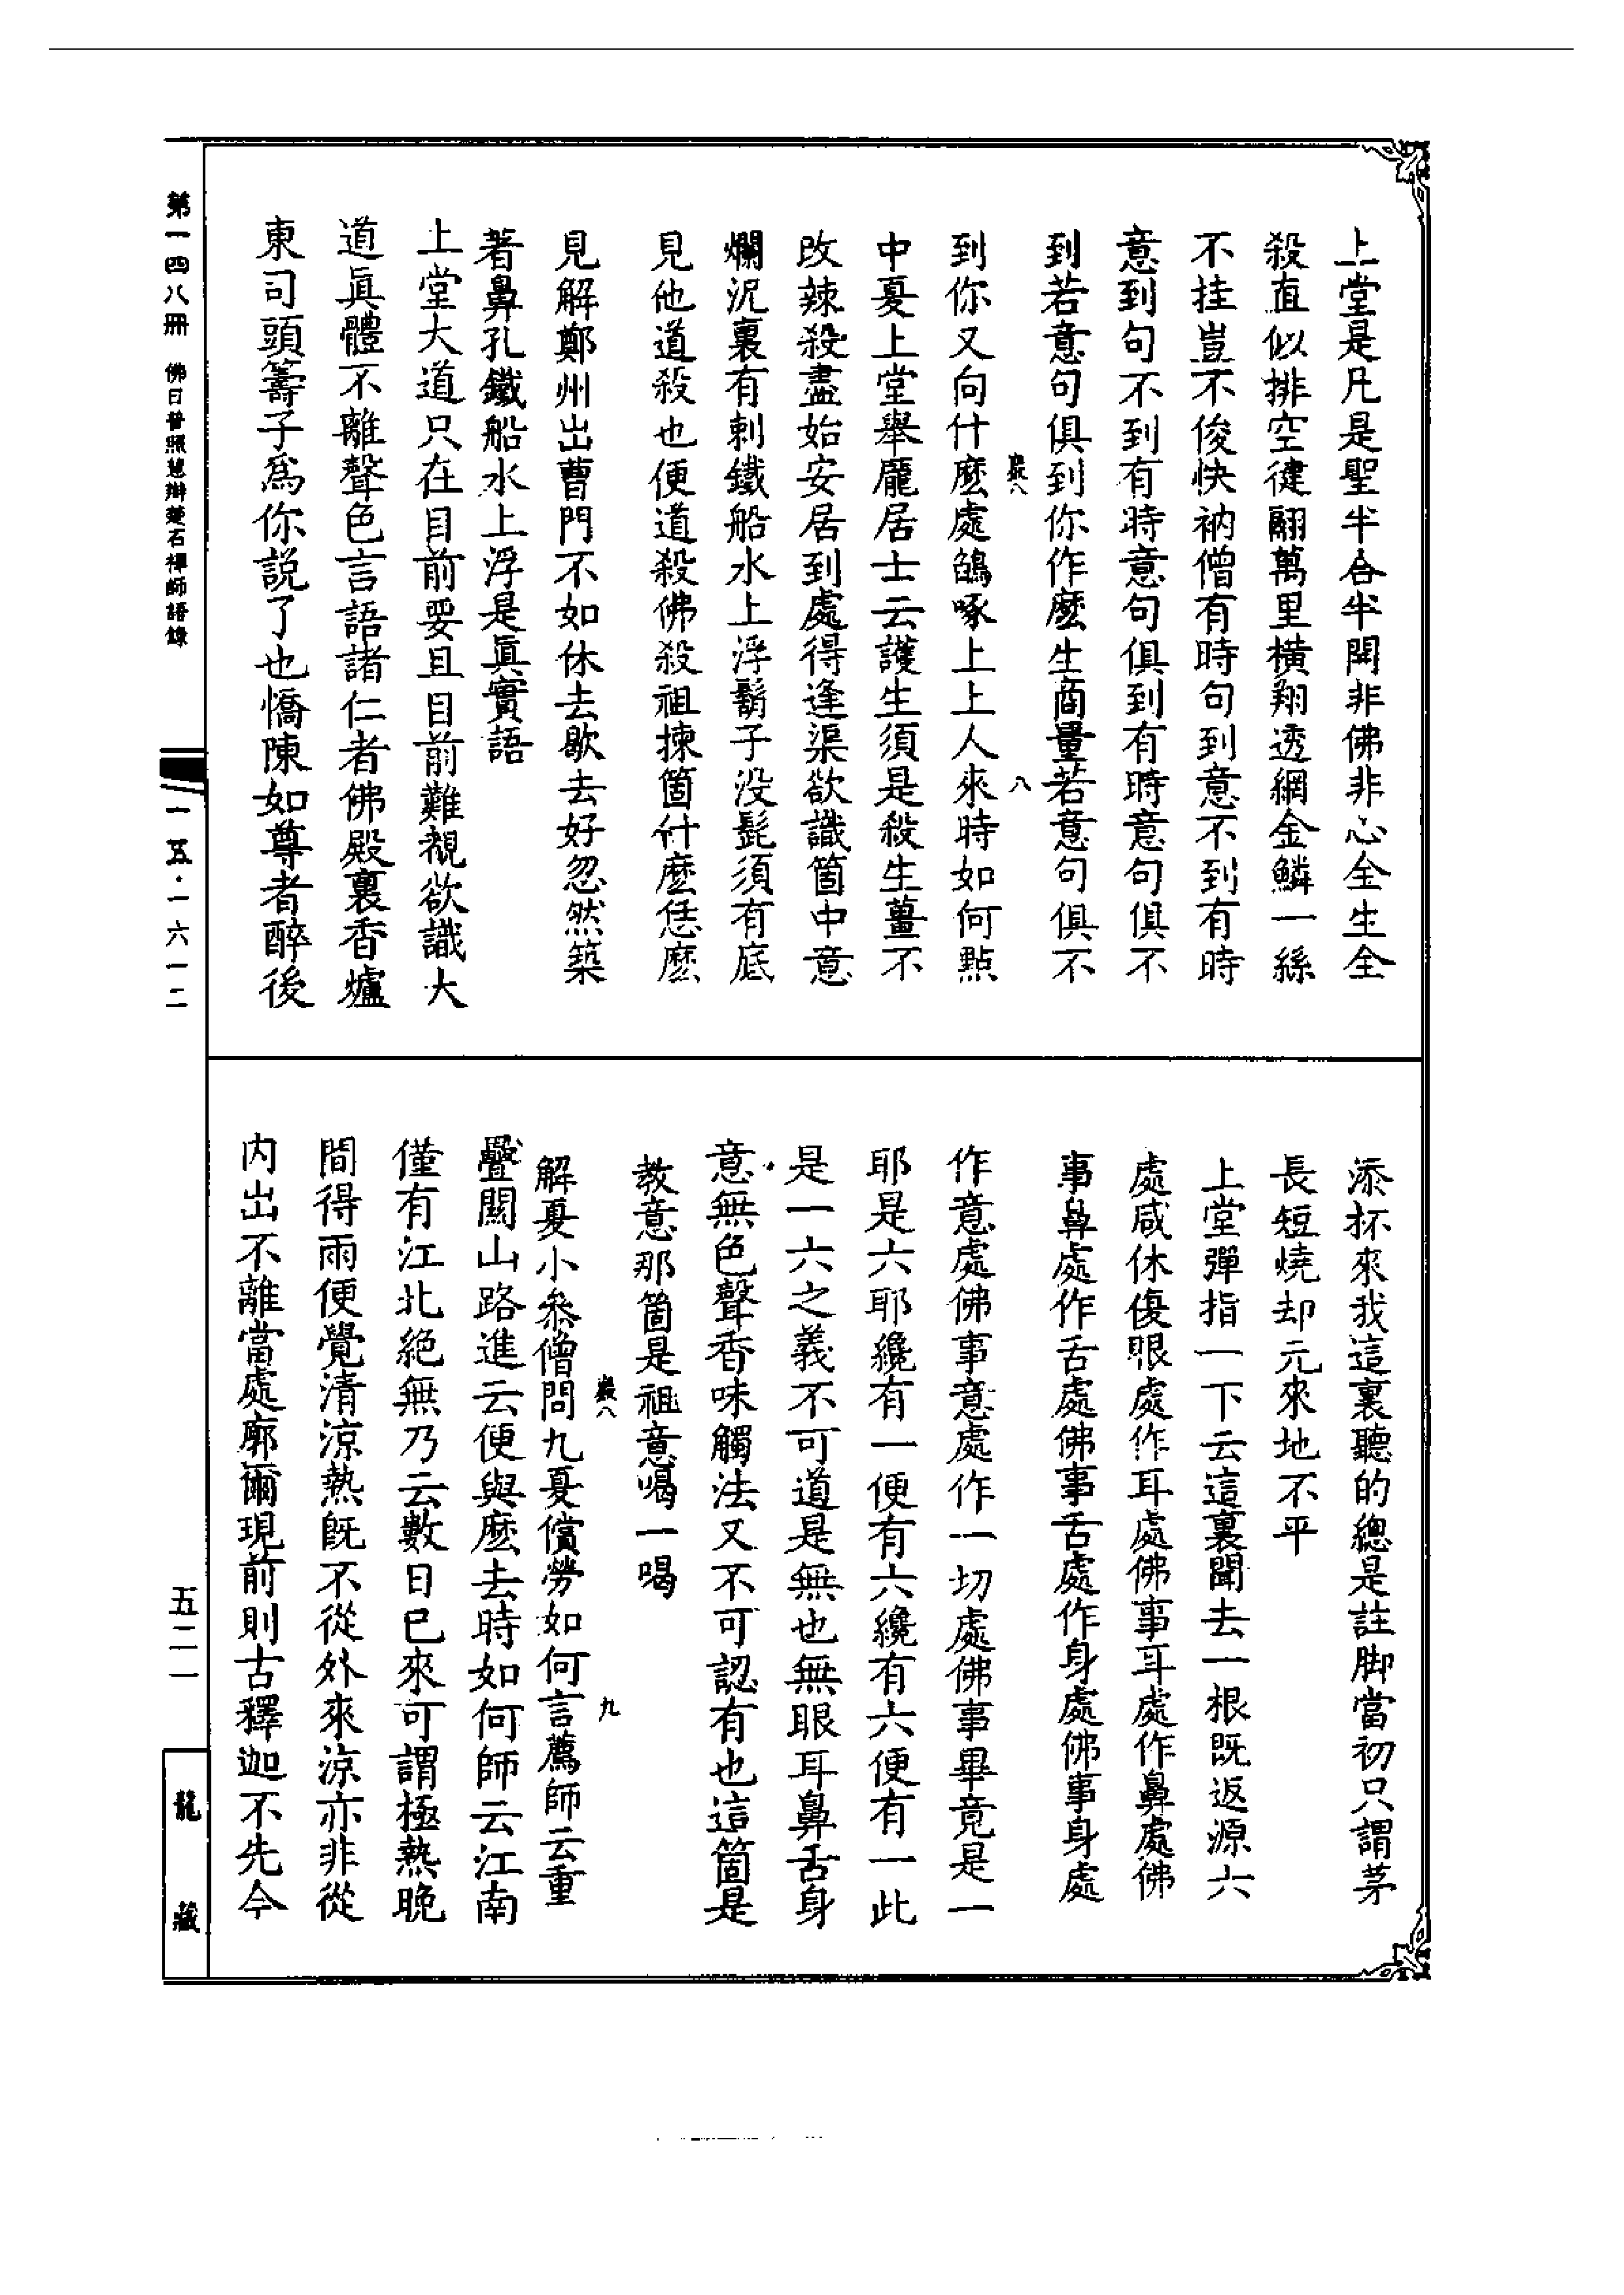 上堂是凡是聖半合半開非佛非心全生全
殺直似排空健翮萬里橫翔透網金鱗一絲
不挂豈不俊快衲僧有時句到意不到有時
意到句不到有時意句俱到有時意句俱不
到若意句俱到你作麽生商量若意句俱不
巖八
八
到你又向什麽處鵮啄上上人來時如何㸃
中憂上堂舉龐居士云護生須是殺生薑不
改辣殺盡始安居到處得逢渠欲識箇中意
爛泥裏有刺鐵船水上浮鬍子没髭須有底
見他道殺也便道殺佛殺祖揀箇什麽恁麽
見解鄭州出曹門不如休去歇去好忽然築
著鼻孔鐵船水上浮是眞實語
上堂大道只在目前要且目前難覩欲識大
道眞體不離聲色言語諸仁者佛殿裏香爐
東司頭籌子爲你説了也憍陳如尊者醉後
添杯來我這裏聽的總是註脚當初只謂茅
長短燒却元來地不平
上堂彈指一下云這裏聞去一根既返源六
處咸休復眼處作耳處佛事耳處作鼻處佛
事鼻處作舌處佛事舌處作身處佛事身處
作意處佛事意處作一切處佛事畢竟是一
耶是六耶纔有一便有六纔有六便有一此
是一六之義不可道是無也無眼耳鼻舌身
意無色聲香味觸法又不可認有也這箇是
教意那箇是祖意喝一喝
巖八
九
解夏小叅僧問九夏償勞如何言薦師云重
疊關山路進云便與麽去時如何師云江南
僅有江北絶無乃云數日已來可謂極熱晚
間得雨便覺清涼熱既不從外來涼亦非從
内出不離當處廓爾現前則古釋迦不先今
第一四八冊 佛日普照慧辯楚石禪師語錄
一五·一六一二
五二一
龍藏